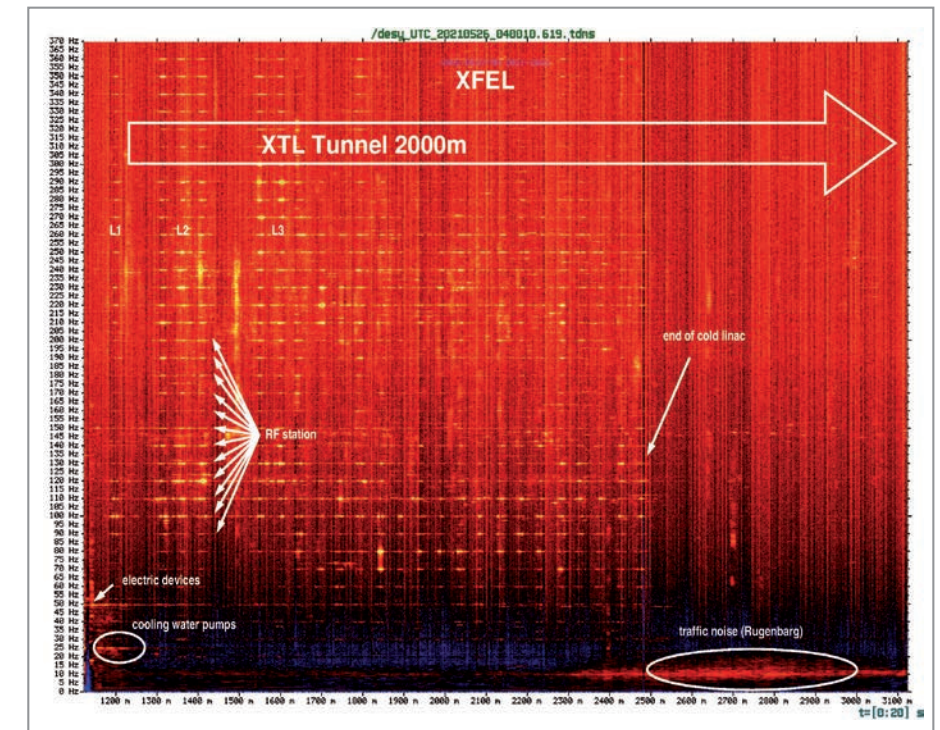 /desy_UTC_20210526_040010.619.tdms
XFEL
XTL Tunnel 2000m
370 Hz
365 Hz
360 Hz
355 Hz
350 Hz
345 Hz
340 Hz
335 Hz
330 Hz
325 Hz
320 Hz
315 Hz
310 Hz
305 Hz
300 Hz
295 Hz
290 Hz
285 Hz
280 Hz
275 Hz
270 Hz
265 Hz
260 Hz
255 Hz
250 Hz
245 Hz
240 Hz
235 Hz
230 Hz
225 Hz
220 Hz
215 Hz
210 Hz
205 Hz
200 Hz
195 Hz
190 Hz
185 Hz
180 Hz
175 Hz
170 Hz
165 Hz
160 Hz
155 Hz
150 Hz
145 Hz
140 Hz
135 Hz
130 Hz
125 Hz
120 Hz
115 Hz
110 Hz
105 Hz
100 Hz
95 Hz
90 Hz
85 Hz
80 Hz
75 Hz
70 Hz
65 Hz
60 Hz
55 Hz
50 Hz
45 Hz
40 Hz
35 Hz
30 Hz
25 Hz
20 Hz
15 Hz
10 Hz
5 Hz
0 Hz
L1 L2 L3
end of cold linac
RF station
electric devices
cooling water pumps
traffic noise (Rugenbarg)
1200 m 1300 m 1400 m 1500 m 1600 m 1700 m 1800 m 1900 m 2000 m 2100 m 2200 m 2300 m 2400 m 2500 m 2600 m 2700 m 2800 m 2900 m 3000 m 3100 m
t=[0:20] s